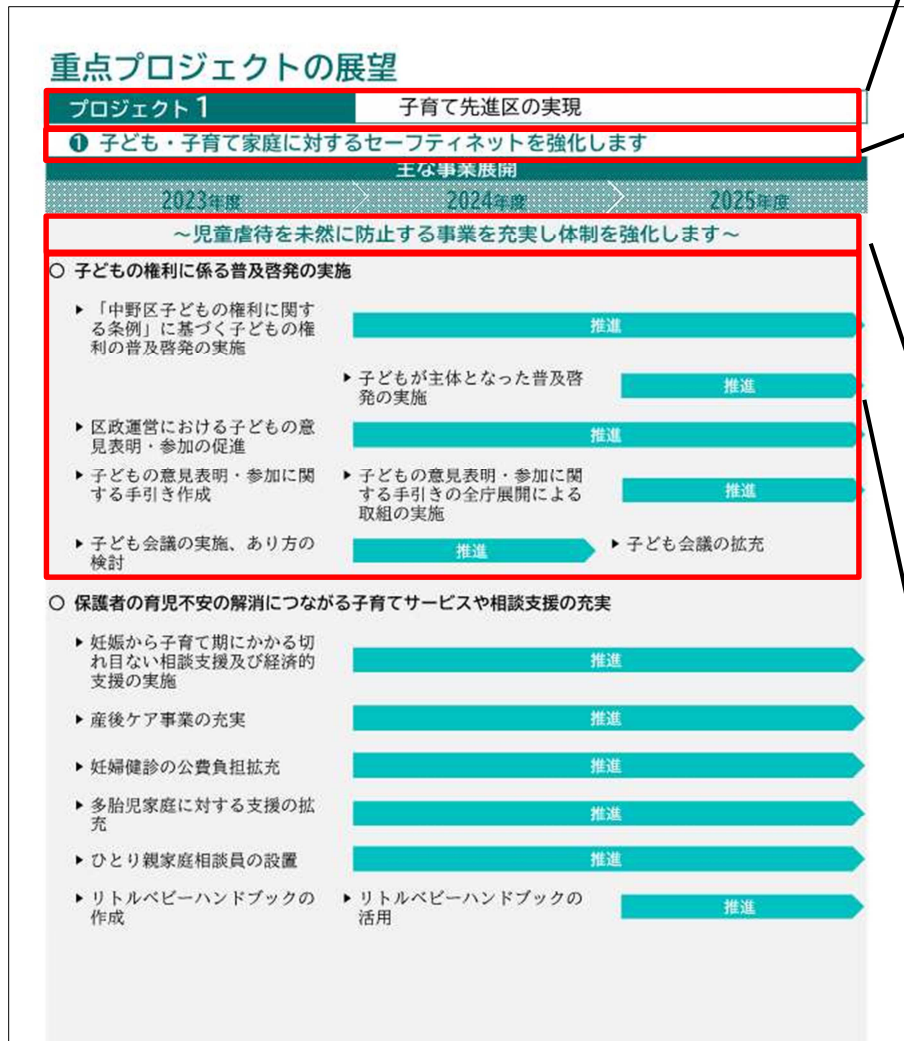 重点プロジェクトの展望
プロジェクト1 子育て先進区の実現
❶ 子ども・子育て家庭に対するセーフティネットを強化します
主な事業展開
2023年度 2024年度 2025年度
～児童虐待を未然に防止する事業を充実し体制を強化します～
○ 子どもの権利に係る普及啓発の実施
▶「中野区子どもの権利に関す
る条例」に基づく子どもの権
利の普及啓発の実施
推進
▶子どもが主体となった普及啓
発の実施
推進
▶区政運営における子どもの意
見表明・参加の促進
推進
▶子どもの意見表明・参加に関
する手引き作成
▶子どもの意見表明・参加に関
する手引きの全庁展開による
取組の実施
推進
▶子ども会議の実施、あり方の
検討
推進
▶子ども会議の拡充
○ 保護者の育児不安の解消につながる子育てサービスや相談支援の充実
▶妊娠から子育て期にかかる切
れ目ない相談支援及び経済的
支援の実施
推進
▶産後ケア事業の充実
推進
▶妊婦健診の公費負担拡充
推進
▶多胎児家庭に対する支援の拡
充
推進
▶ひとり親家庭相談員の設置
推進
▶リトルベビーハンドブックの
作成
▶リトルベビーハンドブックの
活用
推進